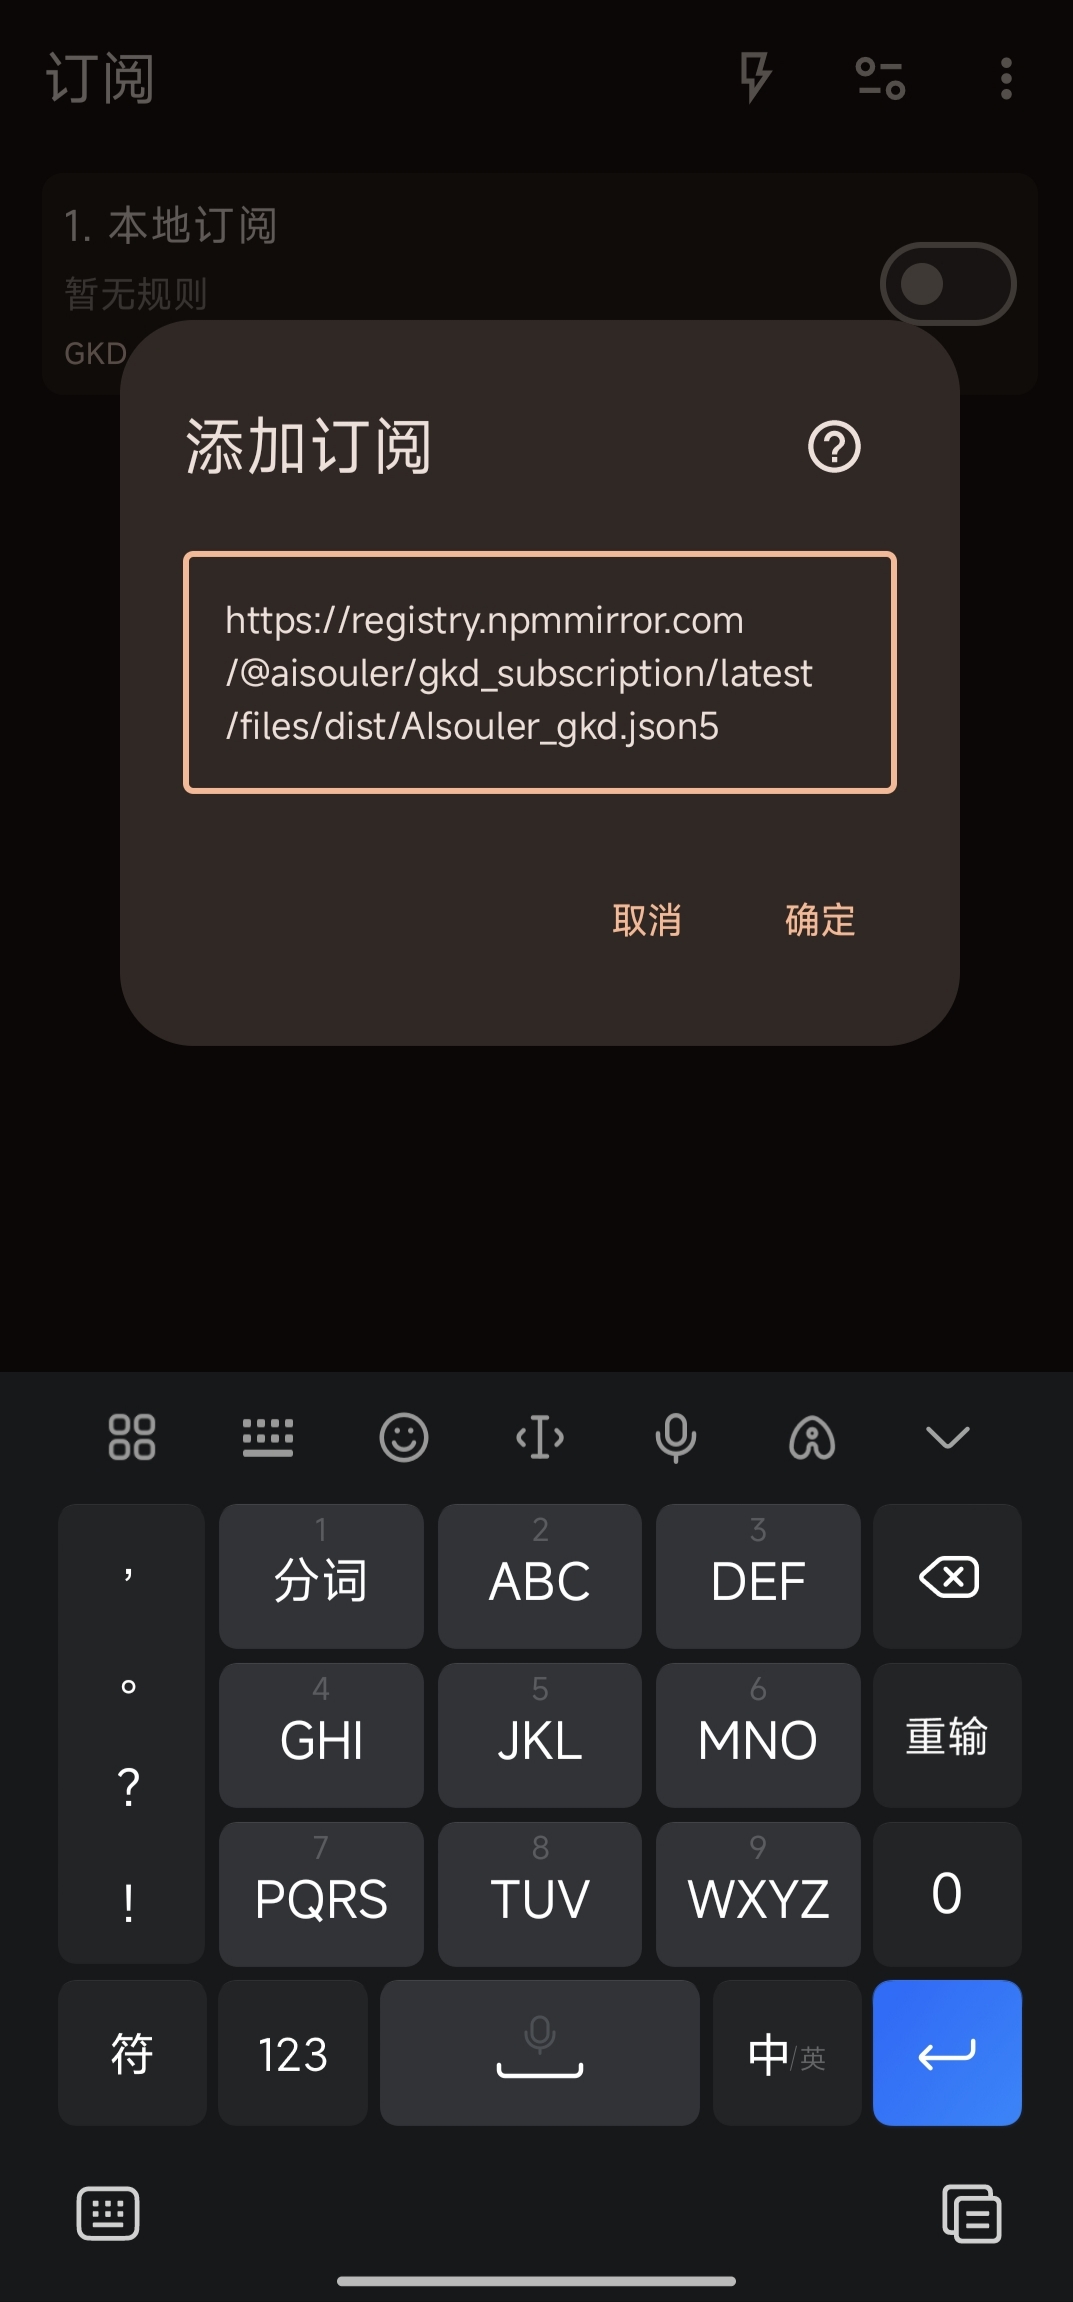 订阅
1. 本地订阅
暂无规则
GKD
添加订阅
https://registry.npmmirror.com
/@aisouler/gkd_subscription/latest
/files/dist/AIsouler_gkd.json5
取消 确定
，
。
？
！
1
分词
2
ABC
3
DEF
4
GHI
5
JKL
6
MNO
重输
7
PQRS
8
TUV
9
WXYZ
0
符
123
中/英